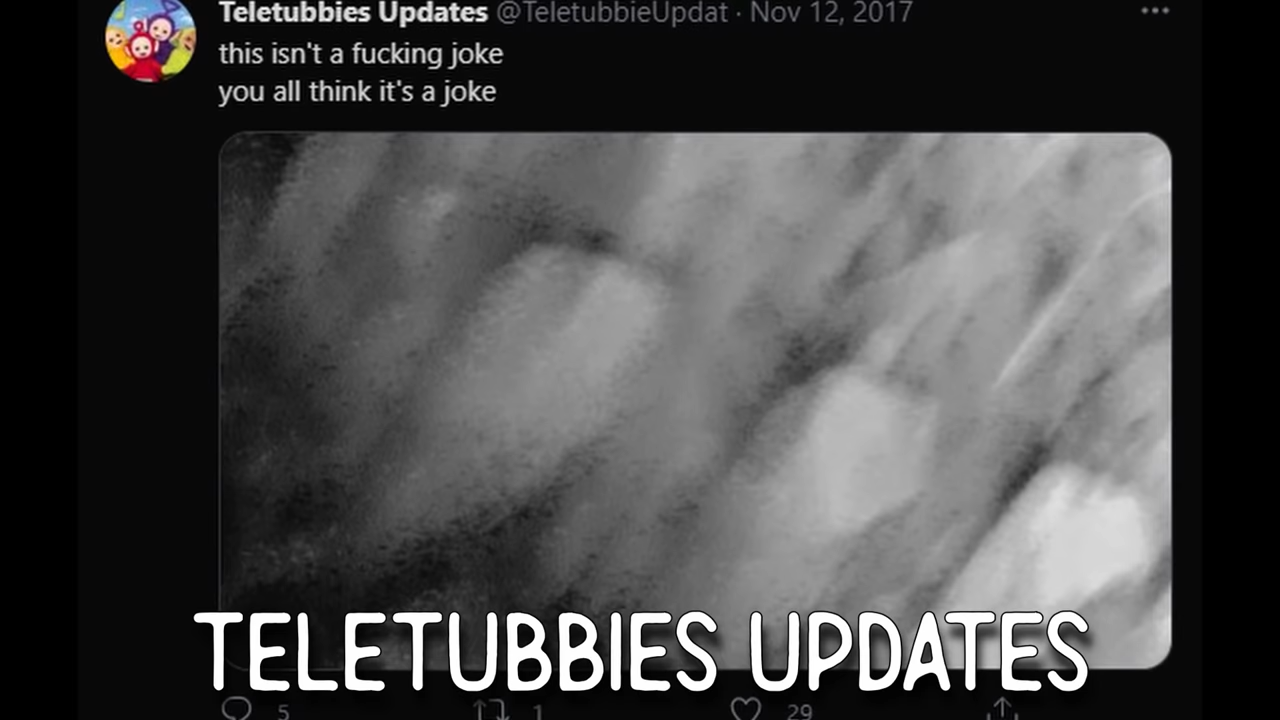 Teletubbies Updates @TeletubbieUpdat · Nov 12, 2017
this isn't a fucking joke
you all think it's a joke
TELETUBBIES UPDATES
5 1 29